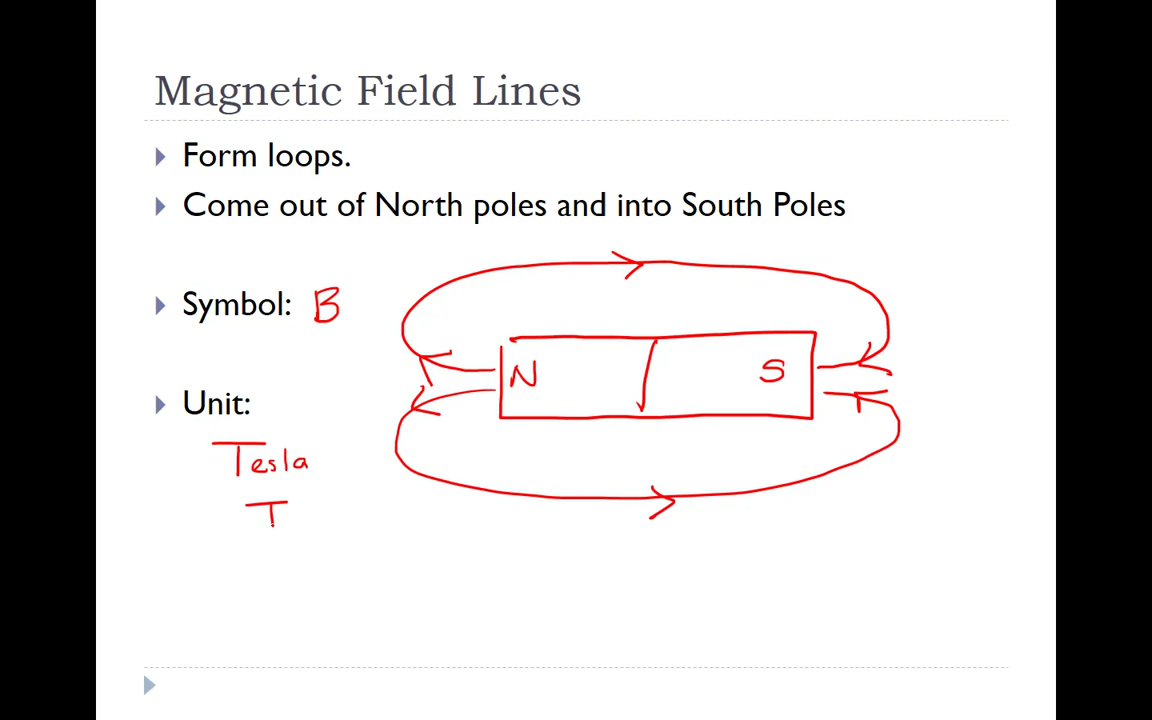 Magnetic Field Lines
Form loops.
Come out of North poles and into South Poles
Symbol: B
N S
Unit:
Tesla
T